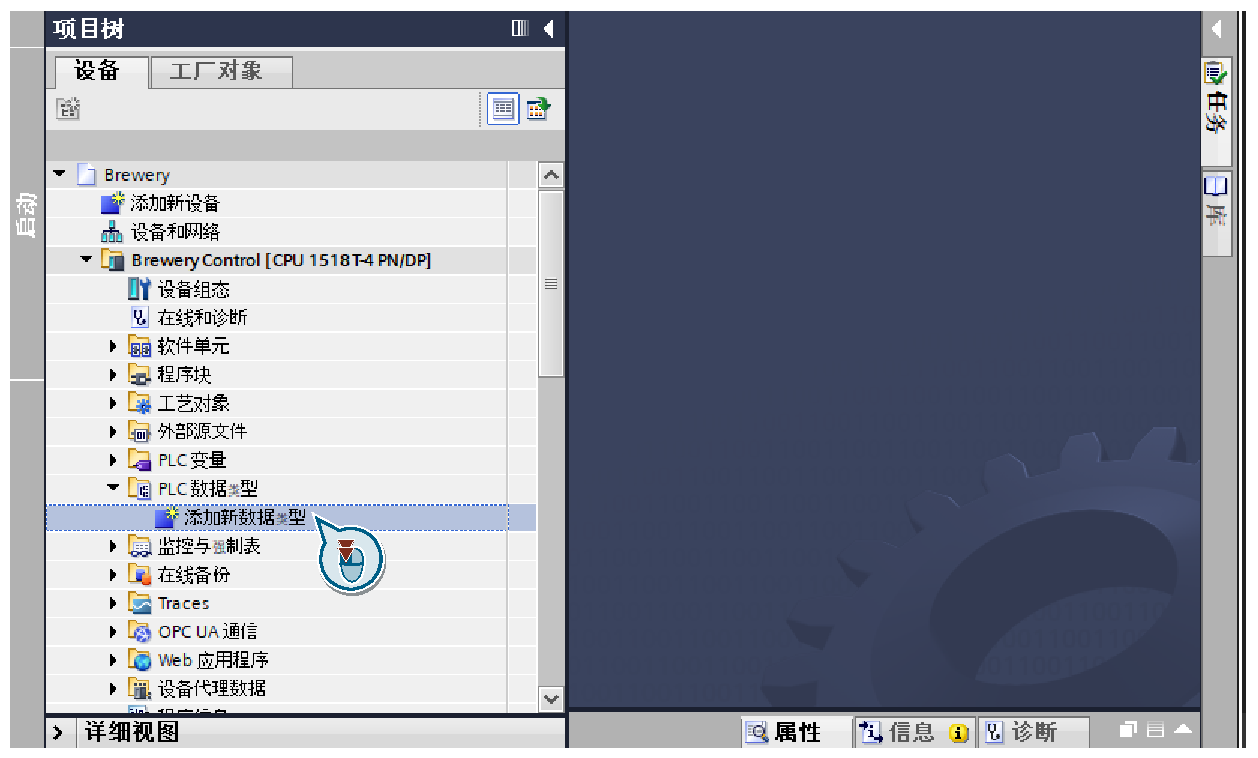 项目树
设备
工厂对象
启动
Brewery
添加新设备
设备和网络
Brewery Control [CPU 1518T-4 PN/DP]
设备组态
在线和诊断
软件单元
程序块
工艺对象
外部源文件
PLC 变量
PLC 数据类型
添加新数据类型
监控与强制表
在线备份
Traces
OPC UA 通信
Web 应用程序
设备代理数据
详细视图
属性
信息
诊断
任务
库